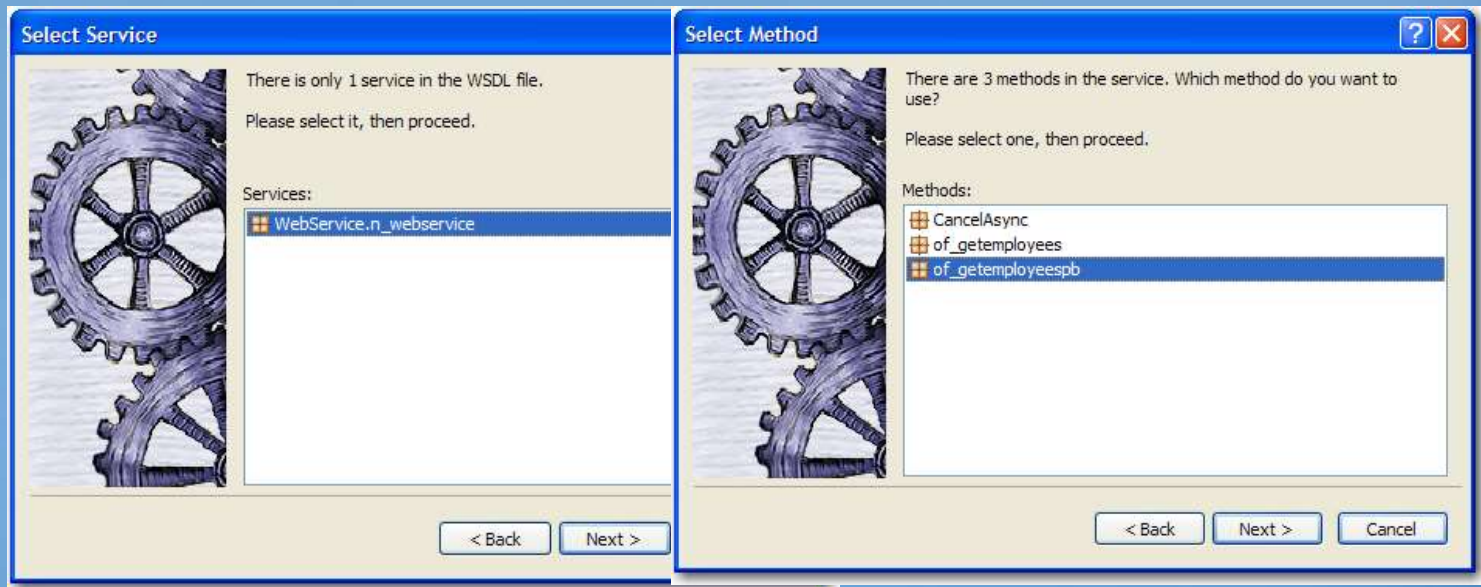 Select Service
There is only 1 service in the WSDL file.
Please select it, then proceed.
Services:
WebService.n_webservice
< Back
Next >
Select Method
?
X
There are 3 methods in the service. Which method do you want to
use?
Please select one, then proceed.
Methods:
CancelAsync
of_getemployees
of_getemployeespb
< Back
Next >
Cancel